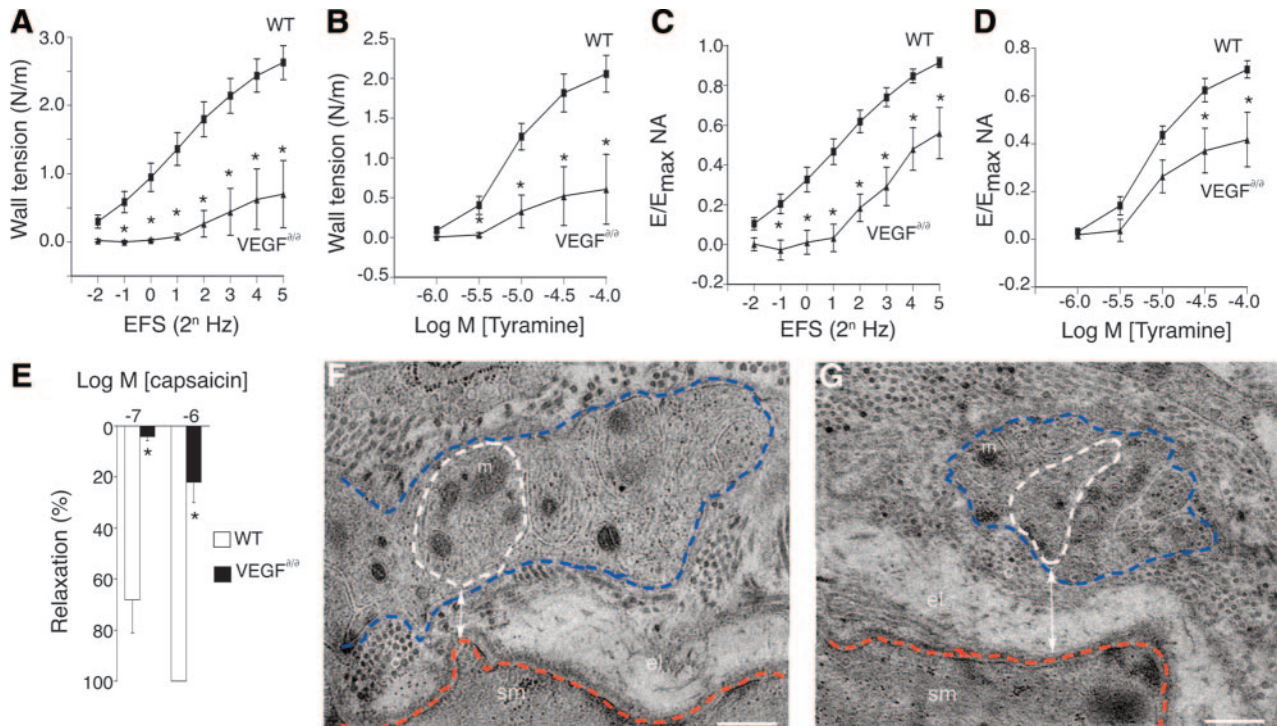 A
WT
Wall tension (N/m)
3.0
2.0
1.0
0.0
*
*
*
*
*
*
*
VEGF∂/∂
-2 -1 0 1 2 3 4 5
EFS (2ⁿ Hz)
B
WT
Wall tension (N/m)
2.5
2.0
1.5
1.0
0.5
0.0
-0.5
*
*
*
*
VEGF∂/∂
-6.0 -5.5 -5.0 -4.5 -4.0
Log M [Tyramine]
C
WT
E/Emax NA
1.0
0.8
0.6
0.4
0.2
0.0
-0.2
*
*
*
*
*
*
*
VEGF∂/∂
-2 -1 0 1 2 3 4 5
EFS (2ⁿ Hz)
D
WT
E/Emax NA
0.8
0.6
0.4
0.2
0.0
-0.2
*
*
VEGF∂/∂
-6.0 -5.5 -5.0 -4.5 -4.0
Log M [Tyramine]
E
Log M [capsaicin]
-7 -6
Relaxation (%)
0
20
40
60
80
100
*
*
WT
VEGF∂/∂
F
m
el
sm
G
m
c
el
sm